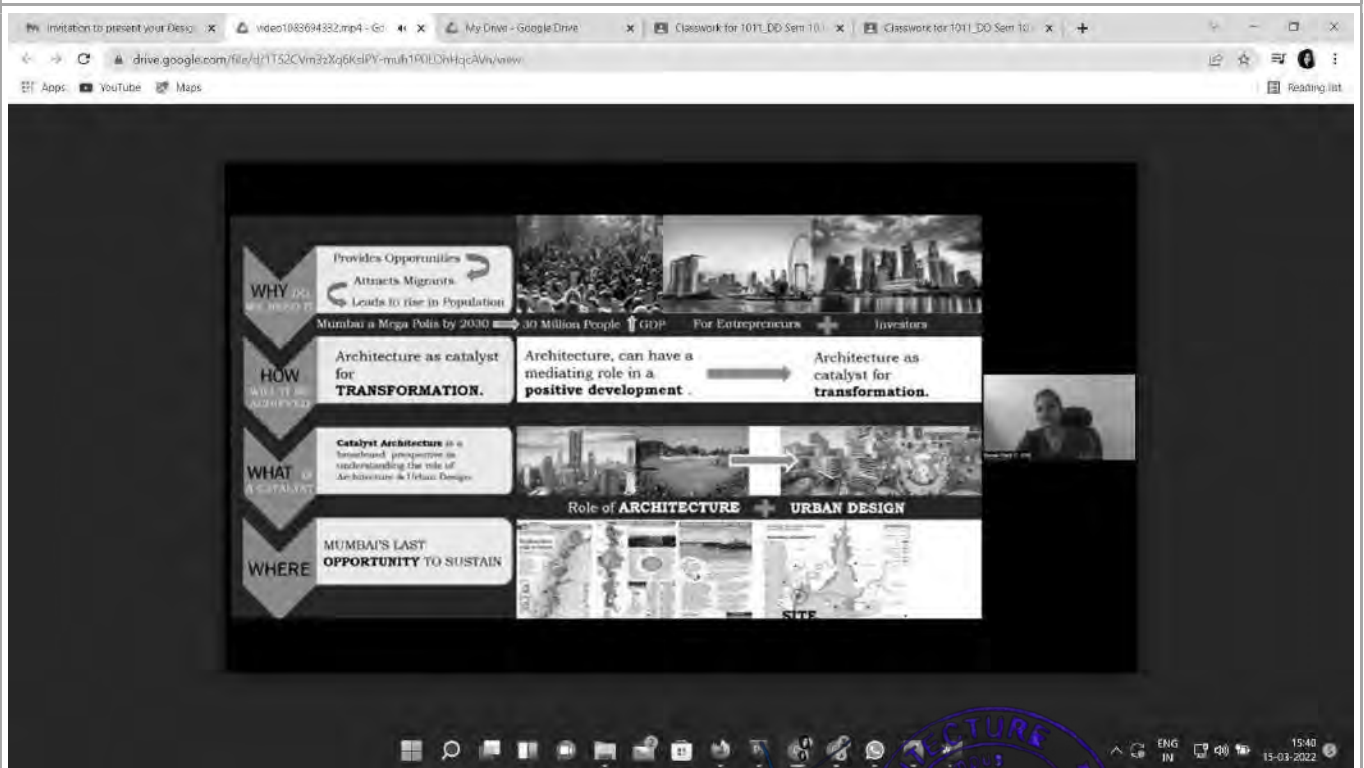 Invitation to present your Desig
video1083694332.mp4 - Go
My Drive - Google Drive
Classwork for 1011_DD Sem 10
Classwork for 1011_DD Sem 10
drive.google.com/file/d/
Apps
YouTube
Maps
Reading list
WHY
Provides Opporunities
Attracts Migrants
Leads to rise in Population
Mumbai a Mega Polis by 2030
30 Million People
GDP
For Entrepreneurs
Investors
HOW
Architecture as catalyst
for
TRANSFORMATION.
Architecture, can have a
mediating role in a
positive development .
Architecture as
catalyst for
transformation.
WHAT
A CATALYST
Catalyst Architecture is a
broadened perspective in
understanding the role of
Architecture & Urban Design
Role of ARCHITECTURE
URBAN DESIGN
WHERE
MUMBAI'S LAST
OPPORTUNITY TO SUSTAIN
SITE
ENG
IN
15:40
15-03-2022